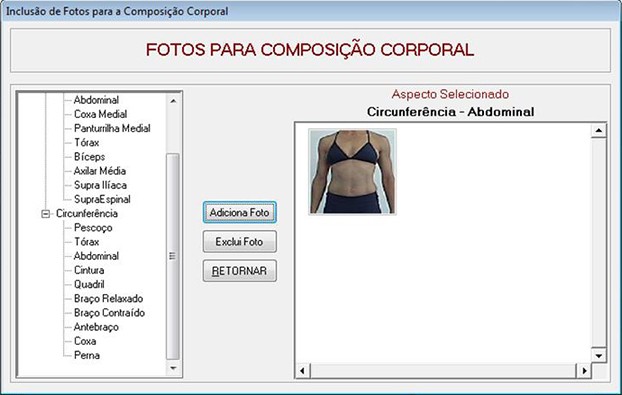 Inclusão de Fotos para a Composição Corporal
FOTOS PARA COMPOSIÇÃO CORPORAL
Abdominal
Coxa Medial
Panturrilha Medial
Tórax
Bíceps
Axilar Média
Supra Ilíaca
SupraEspinal
Circunferência
Pescoço
Tórax
Abdominal
Cintura
Quadril
Braço Relaxado
Braço Contraído
Antebraço
Coxa
Perna
Adiciona Foto
Exclui Foto
RETORNAR
Aspecto Selecionado
Circunferência - Abdominal